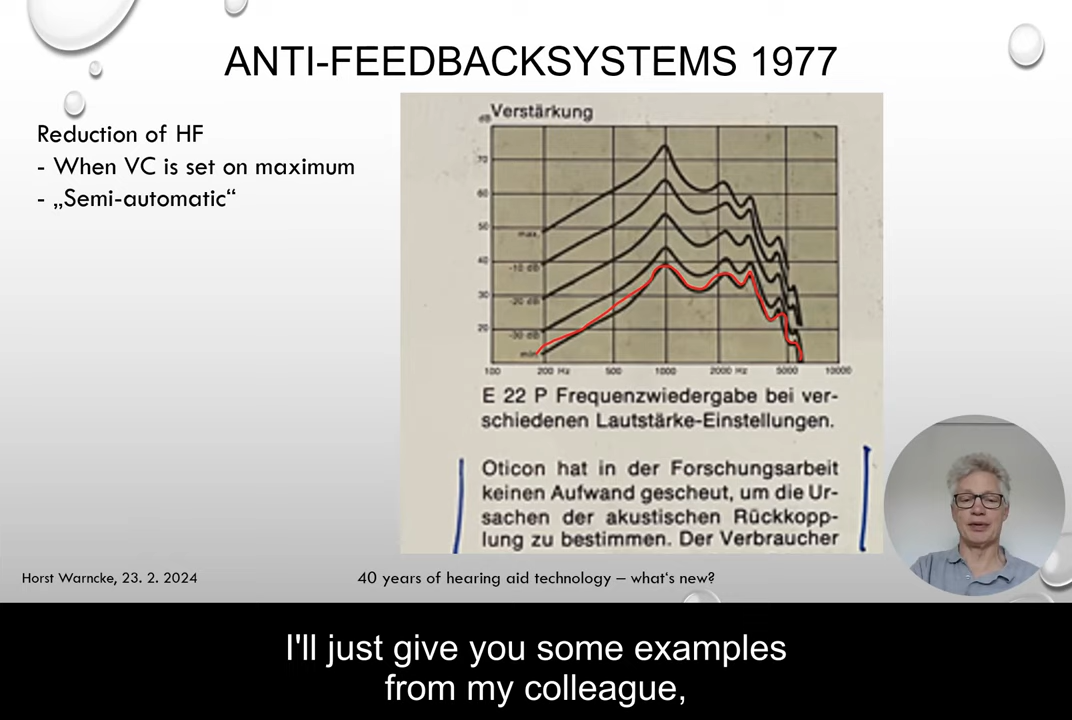 ANTI-FEEDBACKSYSTEMS 1977
Reduction of HF
- When VC is set on maximum
- „Semi-automatic“
dB Verstärkung
70
60
50
40
30
20
max.
-10 dB
-20 dB
-30 dB
min.
100 200 Hz 500 1000 2000 Hz 5000 10000
E 22 P Frequenzwiedergabe bei ver-
schiedenen Lautstärke-Einstellungen.
Oticon hat in der Forschungsarbeit
keinen Aufwand gescheut, um die Ur-
sachen der akustischen Rückkopp-
lung zu bestimmen. Der Verbraucher
Horst Warncke, 23. 2. 2024
40 years of hearing aid technology – what‘s new?
I'll just give you some examples
from my colleague,